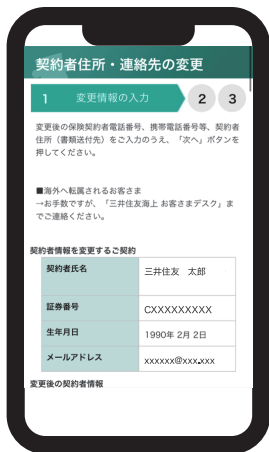 契約者住所・連絡先の変更
1 変更情報の入力 2 3
変更後の保険契約者電話番号、携帯電話番号等、契約者
住所（書類送付先）をご入力のうえ、「次へ」ボタンを
押してください。
■海外へ転居されるお客さま
→お手数ですが、「三井住友海上 お客さまデスク」ま
でご連絡ください。
契約者情報を変更するご契約
契約者氏名 三井住友 太郎
証券番号 CXXXXXXXXX
生年月日 1990年 2月 2日
メールアドレス xxxxxx@xxx.xxx
変更後の契約者情報